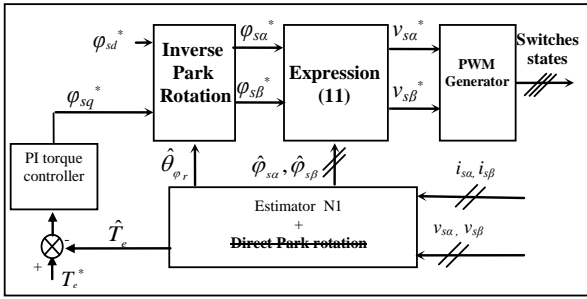 φsd*
Inverse
Park
Rotation
φsα*
φsβ*
Expression
(11)
vsα*
vsβ*
PWM
Generator
Switches
states
φsq*
PI torque
controller
θ̂φr
φ̂sα, φ̂sβ
isα, isβ
Estimator N1
+
Direct Park rotation
vsα, vsβ
T̂e
-
+
Te*